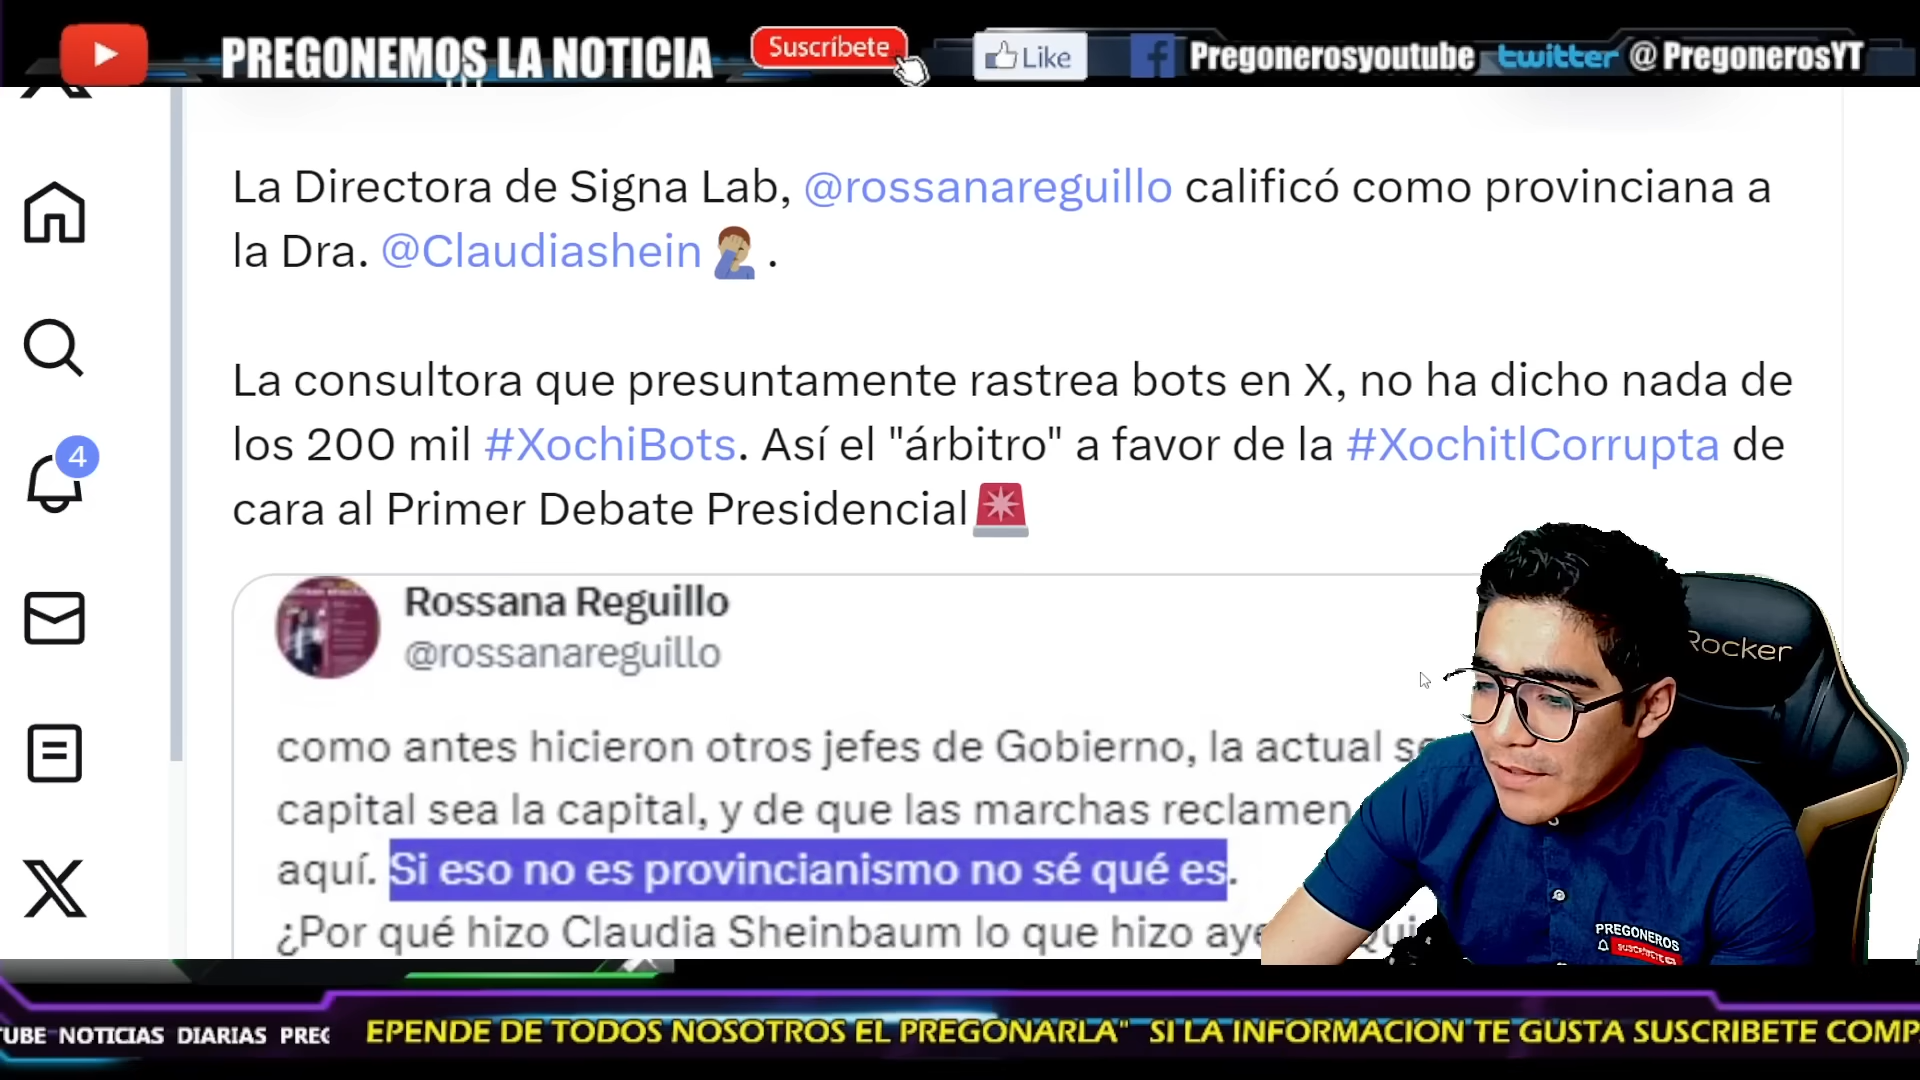 PREGONEMOS LA NOTICIA Suscríbete Like Pregonerosyoutube twitter @PregonerosYT
La Directora de Signa Lab, @rossanareguillo calificó como provinciana a
la Dra. @Claudiashein.
4
La consultora que presuntamente rastrea bots en X, no ha dicho nada de
los 200 mil #XochiBots. Así el "árbitro" a favor de la #XochitlCorrupta de
cara al Primer Debate Presidencial
Rossana Reguillo
@rossanareguillo
Rocker
como antes hicieron otros jefes de Gobierno, la actual
capital sea la capital, y de que las marchas reclamen
aquí. Si eso no es provincianismo no sé qué es.
¿Por qué hizo Claudia Sheinbaum lo que hizo
PREGONEROS
SUSCRÍBETE
TUBE NOTICIAS DIARIAS PREG EPENDE DE TODOS NOSOTROS EL PREGONARLA" SI LA INFORMACION TE GUSTA SUSCRIBETE COMP